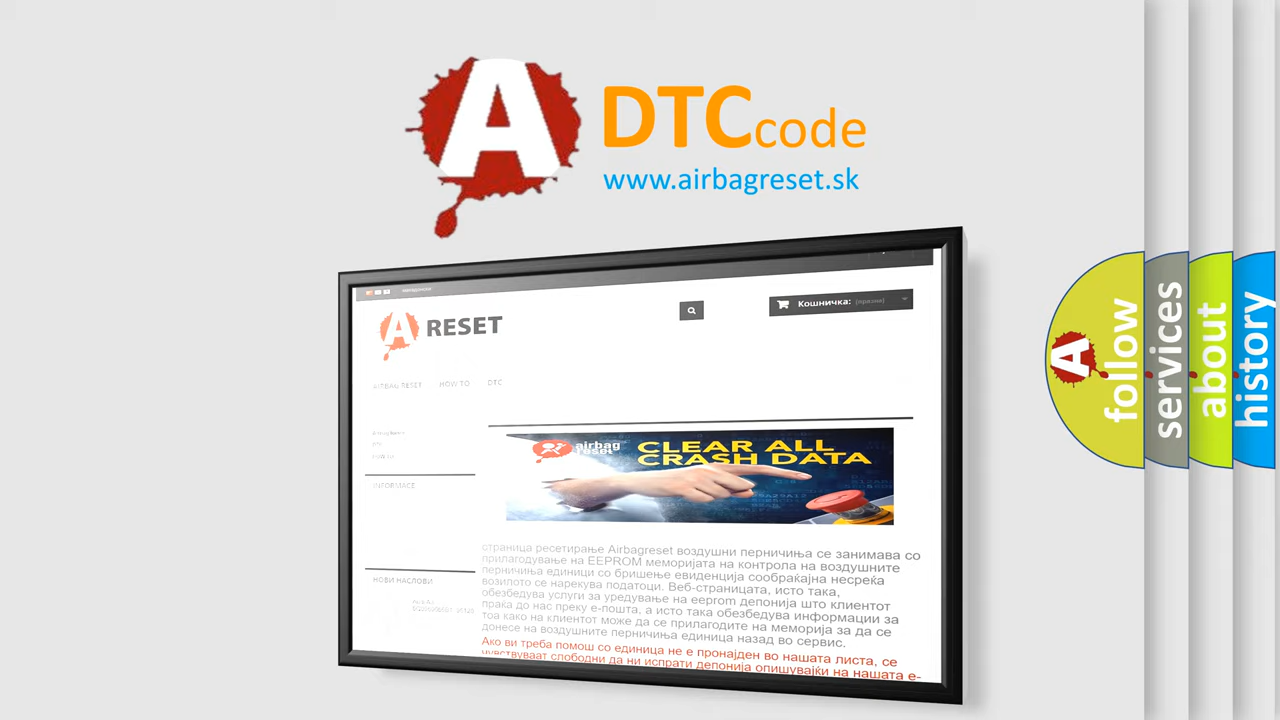 A
DTCcode
www.airbagreset.sk
Кошничка: (празни)
A RESET
AIRBAG RESET HOW TO DTC
airbag
reset
CLEAR ALL
CRASH DATA
INFORMACE
страница ресетирање Airbagreset воздушни перничиња се занимава со
прилагодување на EEPROM меморијата на контрола на воздушните
перничиња единици со бришење евиденција сообраќајна несреќа
возилото се нарекува податоци. Веб-страницата, исто така,
обезбедува услуги за уредување на eeprom депонија што клиентот
праќа до нас преку е-пошта, а исто така обезбедува информации за
тоа како на клиентот може да се прилагодите на меморија за да се
донесе на воздушните перничиња единица назад во сервис.
Ако ви треба помош со единица не е пронајден во нашата листа, се
чувствуваат слободни да ни испрати депонија опишувајќи на нашата е-
НОВИ НАСЛОВИ
A
follow
services
about
history